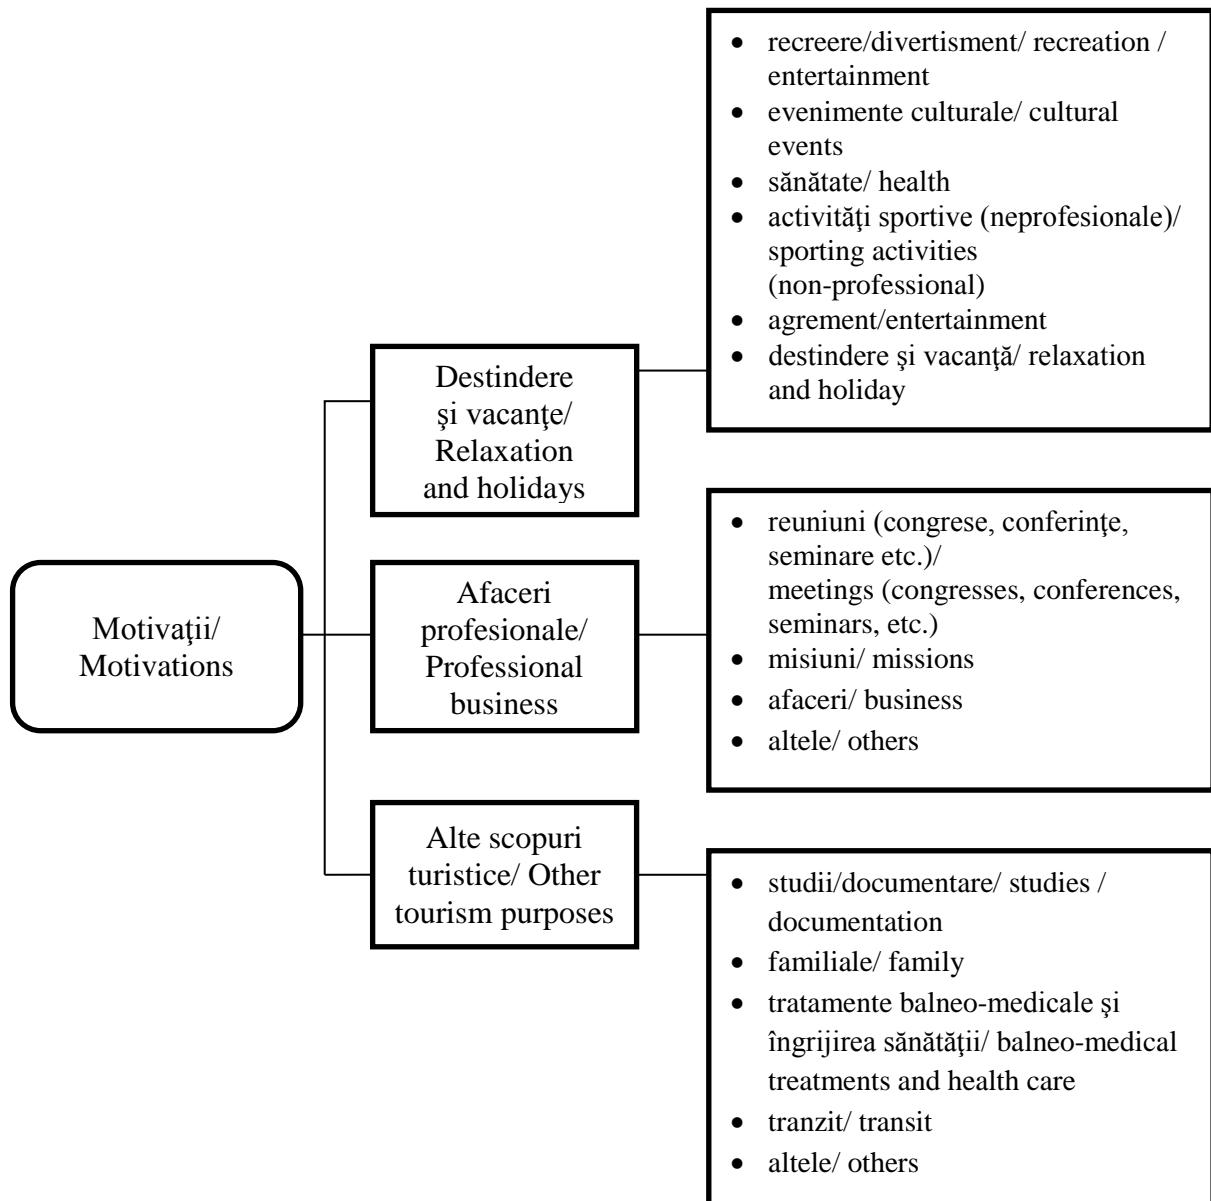 recreere/divertisment/ recreation /
entertainment
evenimente culturale/ cultural
events
sănătate/ health
activităţi sportive (neprofesionale)/
sporting activities
(non-professional)
agrement/entertainment
destindere şi vacanţă/ relaxation
and holiday
Destindere
şi vacanţe/
Relaxation
and holidays
reuniuni (congrese, conferinţe,
seminare etc.)/
meetings (congresses, conferences,
seminars, etc.)
misiuni/ missions
afaceri/ business
altele/ others
Afaceri
profesionale/
Professional
business
Motivaţii/
Motivations
Alte scopuri
turistice/ Other
tourism purposes
studii/documentare/ studies /
documentation
familiale/ family
tratamente balneo-medicale şi
îngrijirea sănătăţii/ balneo-medical
treatments and health care
tranzit/ transit
altele/ others